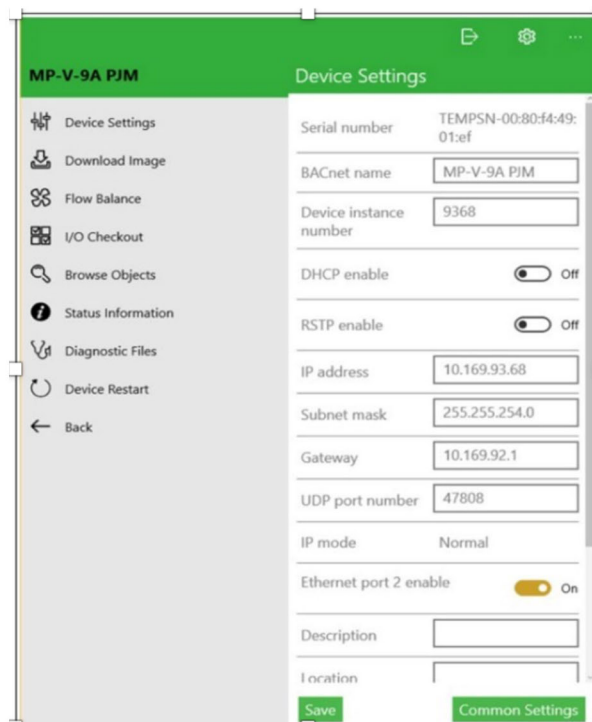 MP-V-9A PJM
Device Settings
Download Image
Flow Balance
I/O Checkout
Browse Objects
Status Information
Diagnostic Files
Device Restart
Back
Device Settings
Serial number TEMPSN-00:80:f4:49:
01:ef
BACnet name MP-V-9A PJM
Device instance
number 9368
DHCP enable Off
RSTP enable Off
IP address 10.169.93.68
Subnet mask 255.255.254.0
Gateway 10.169.92.1
UDP port number 47808
IP mode Normal
Ethernet port 2 enable On
Description
Location
Save Common Settings